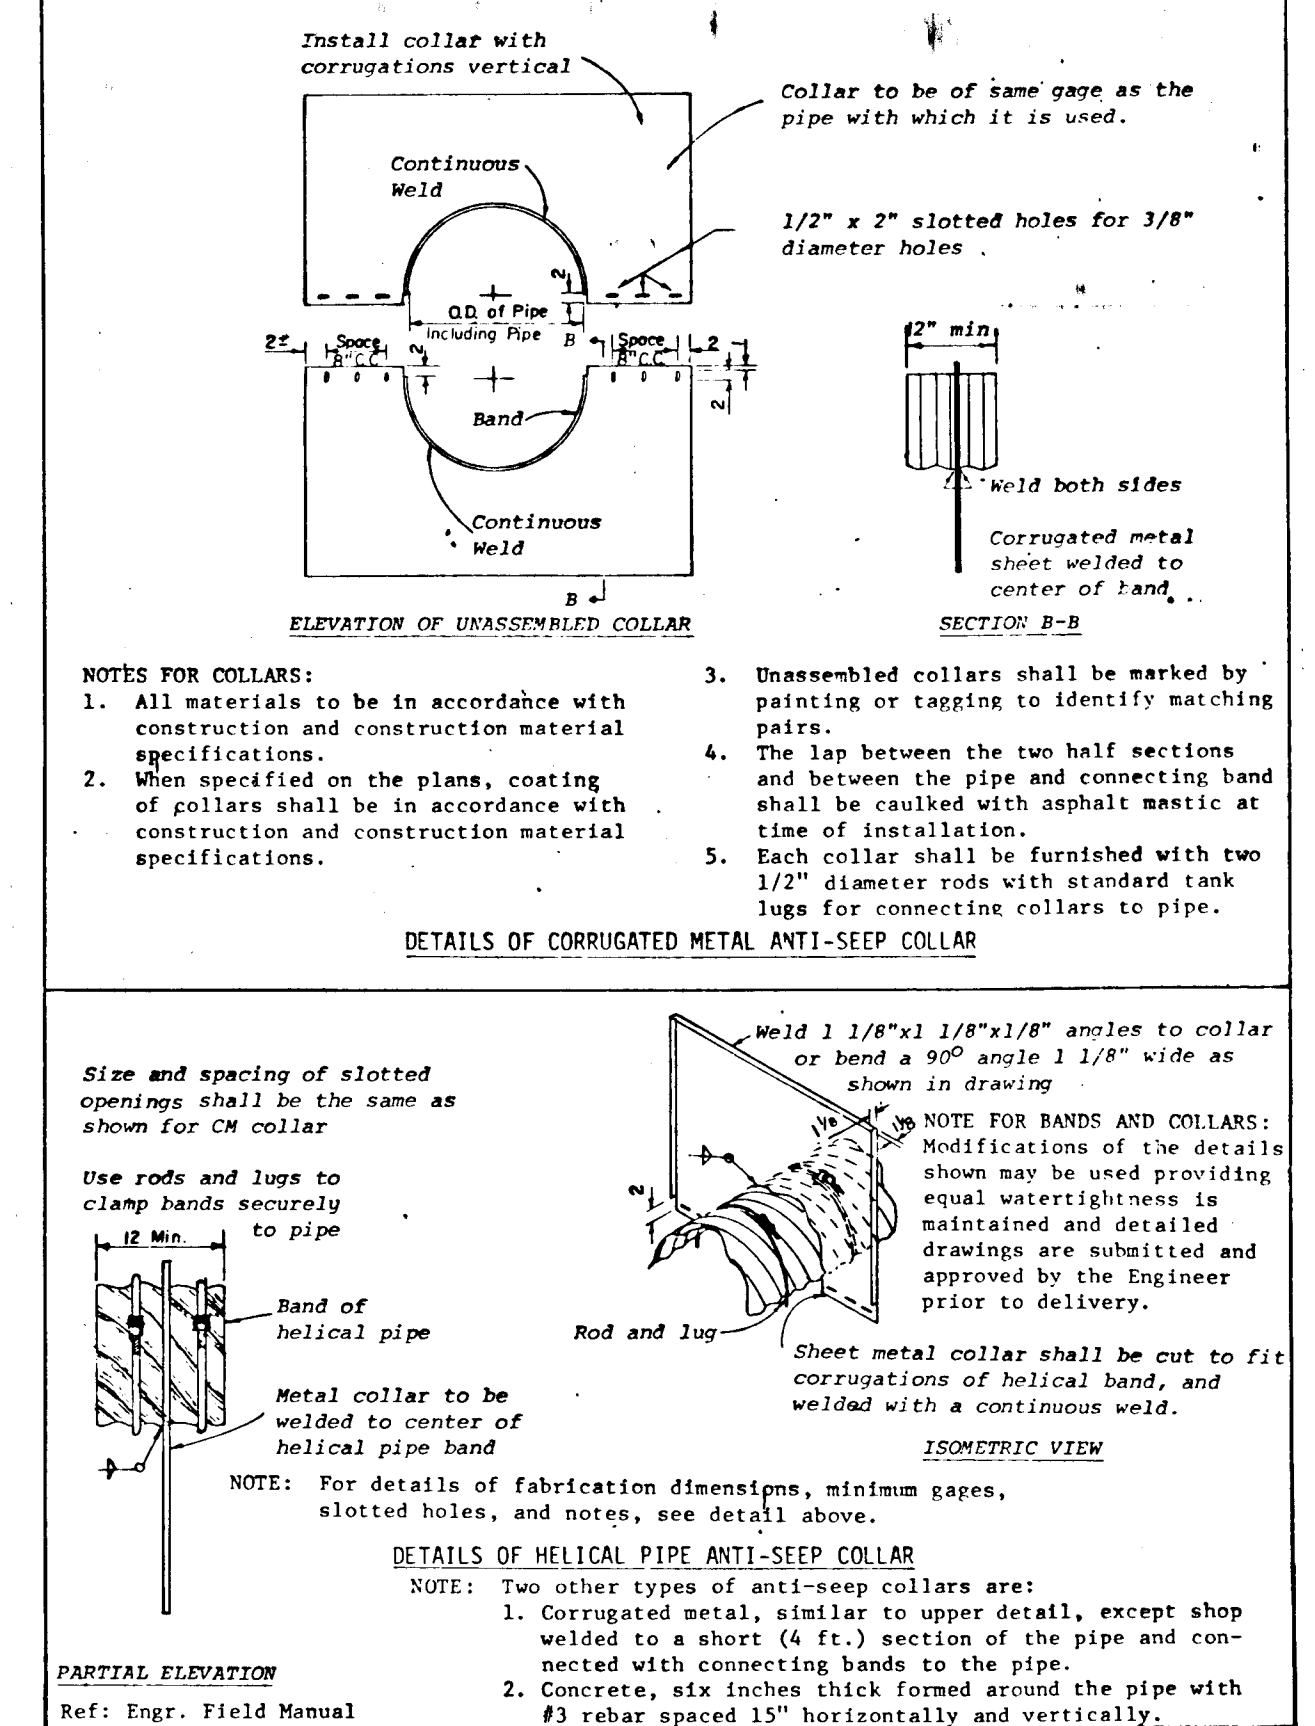 Install collar with
corrugations vertical
Collar to be of same gage as the
pipe with which it is used.
Continuous
Weld
1/2" x 2" slotted holes for 3/8"
diameter holes
2
O.D. of Pipe
Including Pipe
B
2±
Space
8" C.C
2
Space
8" C.C
2
2
Band
Continuous
Weld
B
ELEVATION OF UNASSEMBLED COLLAR
12" min
Weld both sides
Corrugated metal
sheet welded to
center of band
SECTION B-B
NOTES FOR COLLARS:
1. All materials to be in accordance with
construction and construction material
specifications.
2. When specified on the plans, coating
of collars shall be in accordance with
construction and construction material
specifications.
3. Unassembled collars shall be marked by
painting or tagging to identify matching
pairs.
4. The lap between the two half sections
and between the pipe and connecting band
shall be caulked with asphalt mastic at
time of installation.
5. Each collar shall be furnished with two
1/2" diameter rods with standard tank
lugs for connecting collars to pipe.
DETAILS OF CORRUGATED METAL ANTI-SEEP COLLAR
Size and spacing of slotted
openings shall be the same as
shown for CM collar
Use rods and lugs to
clamp bands securely
to pipe
12 Min.
Band of
helical pipe
Metal collar to be
welded to center of
helical pipe band
Weld 1 1/8"x1 1/8"x1/8" angles to collar
or bend a 90° angle 1 1/8" wide as
shown in drawing
1 1/8
1 1/8
2
NOTE FOR BANDS AND COLLARS:
Modifications of the details
shown may be used providing
equal watertightness is
maintained and detailed
drawings are submitted and
approved by the Engineer
prior to delivery.
Rod and lug
Sheet metal collar shall be cut to fit
corrugations of helical band, and
welded with a continuous weld.
ISOMETRIC VIEW
NOTE: For details of fabrication dimensions, minimum gages,
slotted holes, and notes, see detail above.
DETAILS OF HELICAL PIPE ANTI-SEEP COLLAR
NOTE: Two other types of anti-seep collars are:
1. Corrugated metal, similar to upper detail, except shop
welded to a short (4 ft.) section of the pipe and con-
nected with connecting bands to the pipe.
2. Concrete, six inches thick formed around the pipe with
#3 rebar spaced 15" horizontally and vertically.
PARTIAL ELEVATION
Ref: Engr. Field Manual